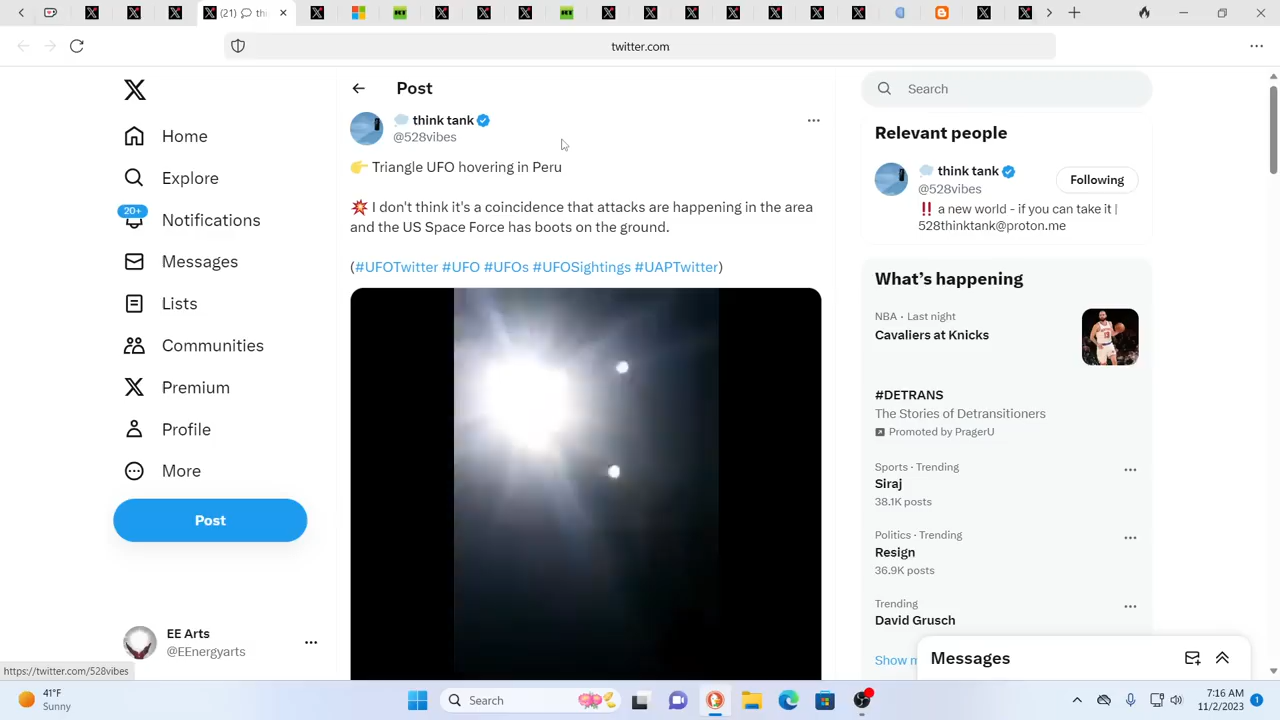 (21)
th
twitter.com
Post
think tank
@528vibes
Triangle UFO hovering in Peru
I don't think it's a coincidence that attacks are happening in the area
and the US Space Force has boots on the ground.
(#UFOTwitter #UFO #UFOs #UFOSightings #UAPTwitter)
Home
Explore
20+
Notifications
Messages
Lists
Communities
Premium
Profile
More
Post
EE Arts
@EEnergyarts
https://twitter.com/528vibes
Search
Relevant people
think tank
@528vibes
Following
‼ a new world - if you can take it |
528thinktank@proton.me
What's happening
NBA · Last night
Cavaliers at Knicks
#DETRANS
The Stories of Detransitioners
Promoted by PragerU
Sports · Trending
Siraj
38.1K posts
Politics · Trending
Resign
36.9K posts
Trending
David Grusch
Show
Messages
41°F
Sunny
Search
7:16 AM
11/2/2023
1